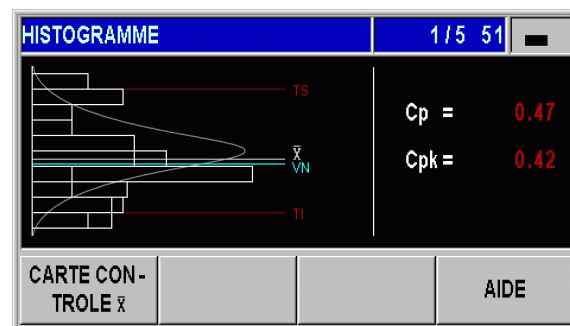 HISTOGRAMME 1/5 51
TS
Cp = 0.47
X̄
VN
Cpk = 0.42
TI
CARTE CON-
TROLE x̄
AIDE